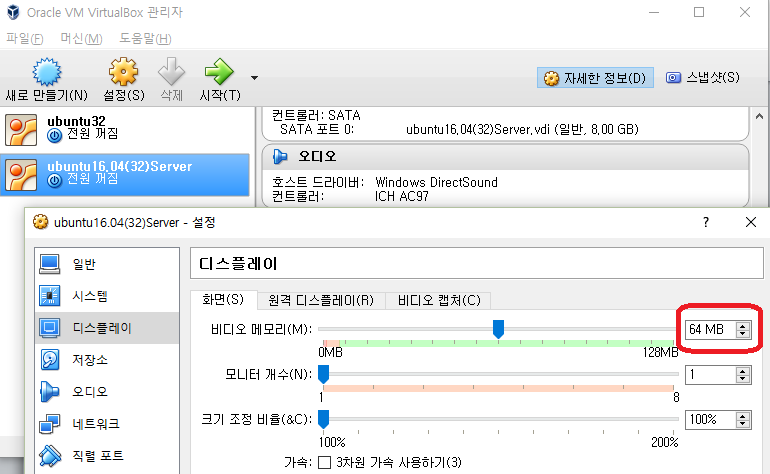 Oracle VM VirtualBox 관리자
파일(F) 머신(M) 도움말(H)
새로 만들기(N) 설정(S) 삭제 시작(T) 자세한 정보(D) 스냅샷(S)
ubuntu32
전원 꺼짐
ubuntu16,04(32)Server
전원 꺼짐
컨트롤러: SATA
SATA 포트 0: ubuntu16,04(32)Server,vdi (일반, 8,00 GB)
오디오
호스트 드라이버: Windows DirectSound
컨트롤러: ICH AC97
ubuntu16.04(32)Server - 설정
일반
시스템
디스플레이
저장소
오디오
네트워크
직렬 포트
디스플레이
화면(S) 원격 디스플레이(R) 비디오 캡처(C)
비디오 메모리(M): 64 MB
0MB 128MB
모니터 개수(N): 1
1 8
크기 조정 비율(&C): 100%
100% 200%
가속: 3차원 가속 사용하기(3)